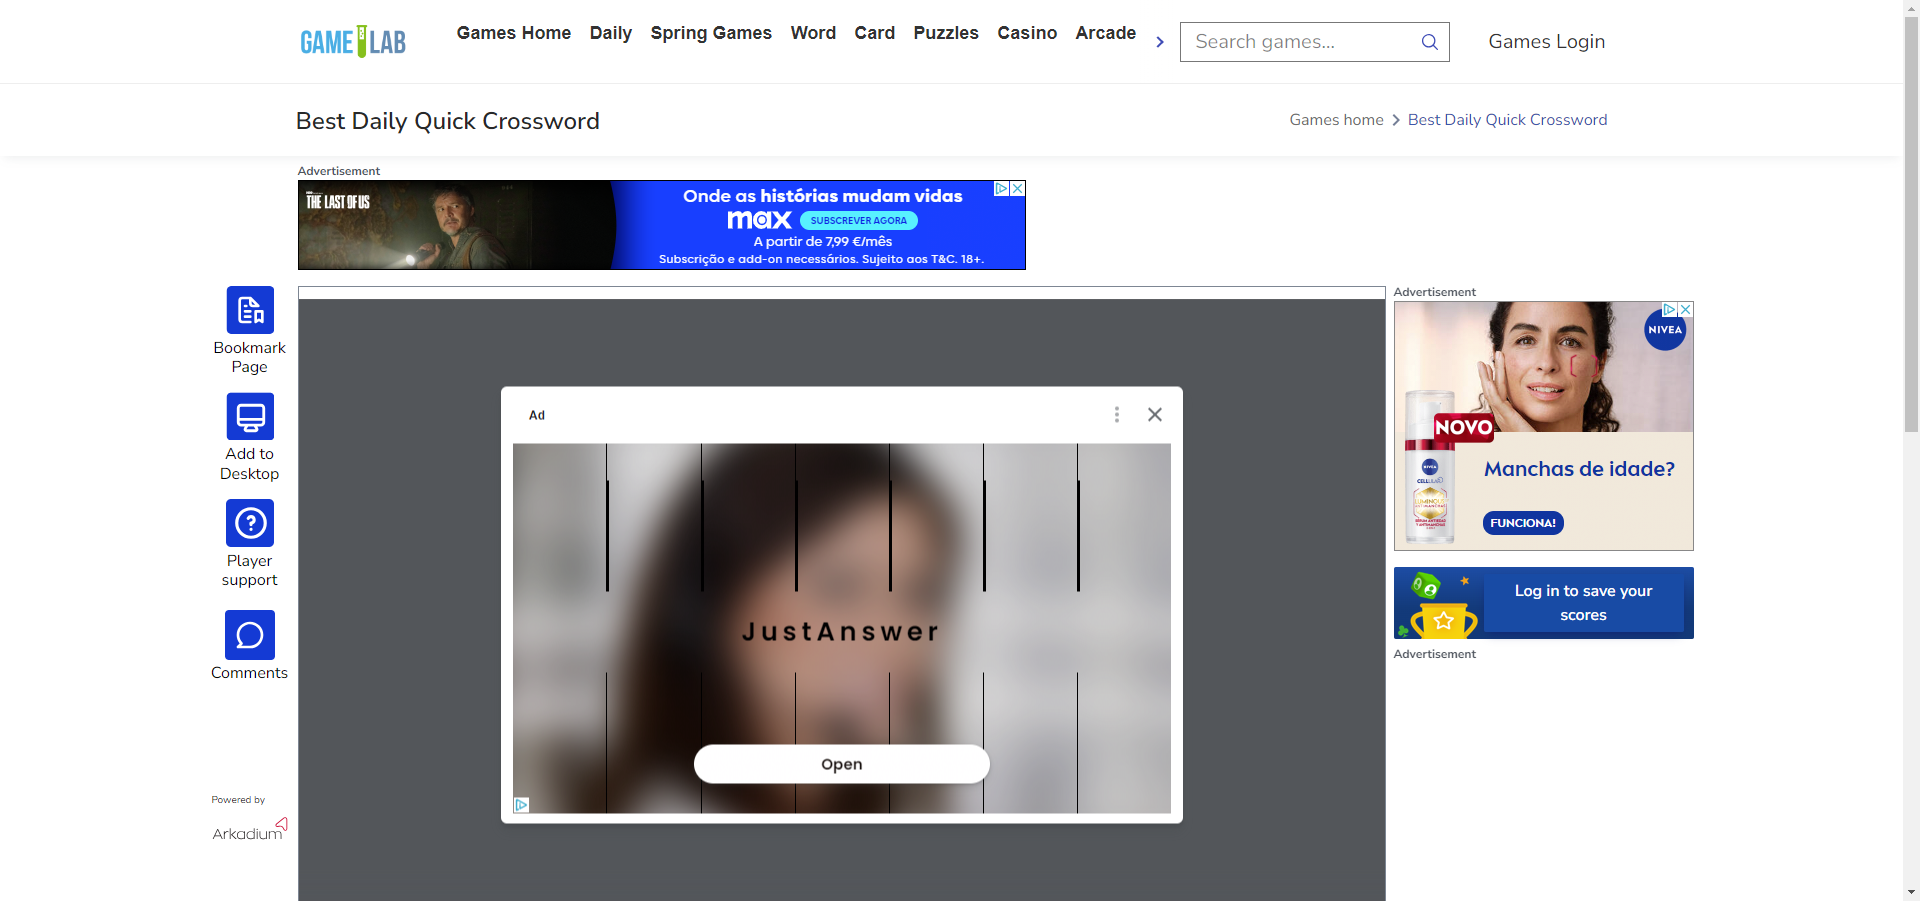 GAME LAB
Games Home Daily Spring Games Word Card Puzzles Casino Arcade
Search games...
Games Login
Best Daily Quick Crossword
Games home > Best Daily Quick Crossword
Advertisement
THE LAST OF US
Onde as histórias mudam vidas
max SUBSCREVER AGORA
A partir de 7,99 €/mês
Subscrição e add-on necessários. Sujeito aos T&C. 18+.
Bookmark
Page
Add to
Desktop
Player
support
Comments
Powered by
Arkadium
Ad
JustAnswer
Open
Advertisement
NIVEA
NOVO
NIVEA
Manchas de idade?
FUNCIONA!
Log in to save your
scores
Advertisement